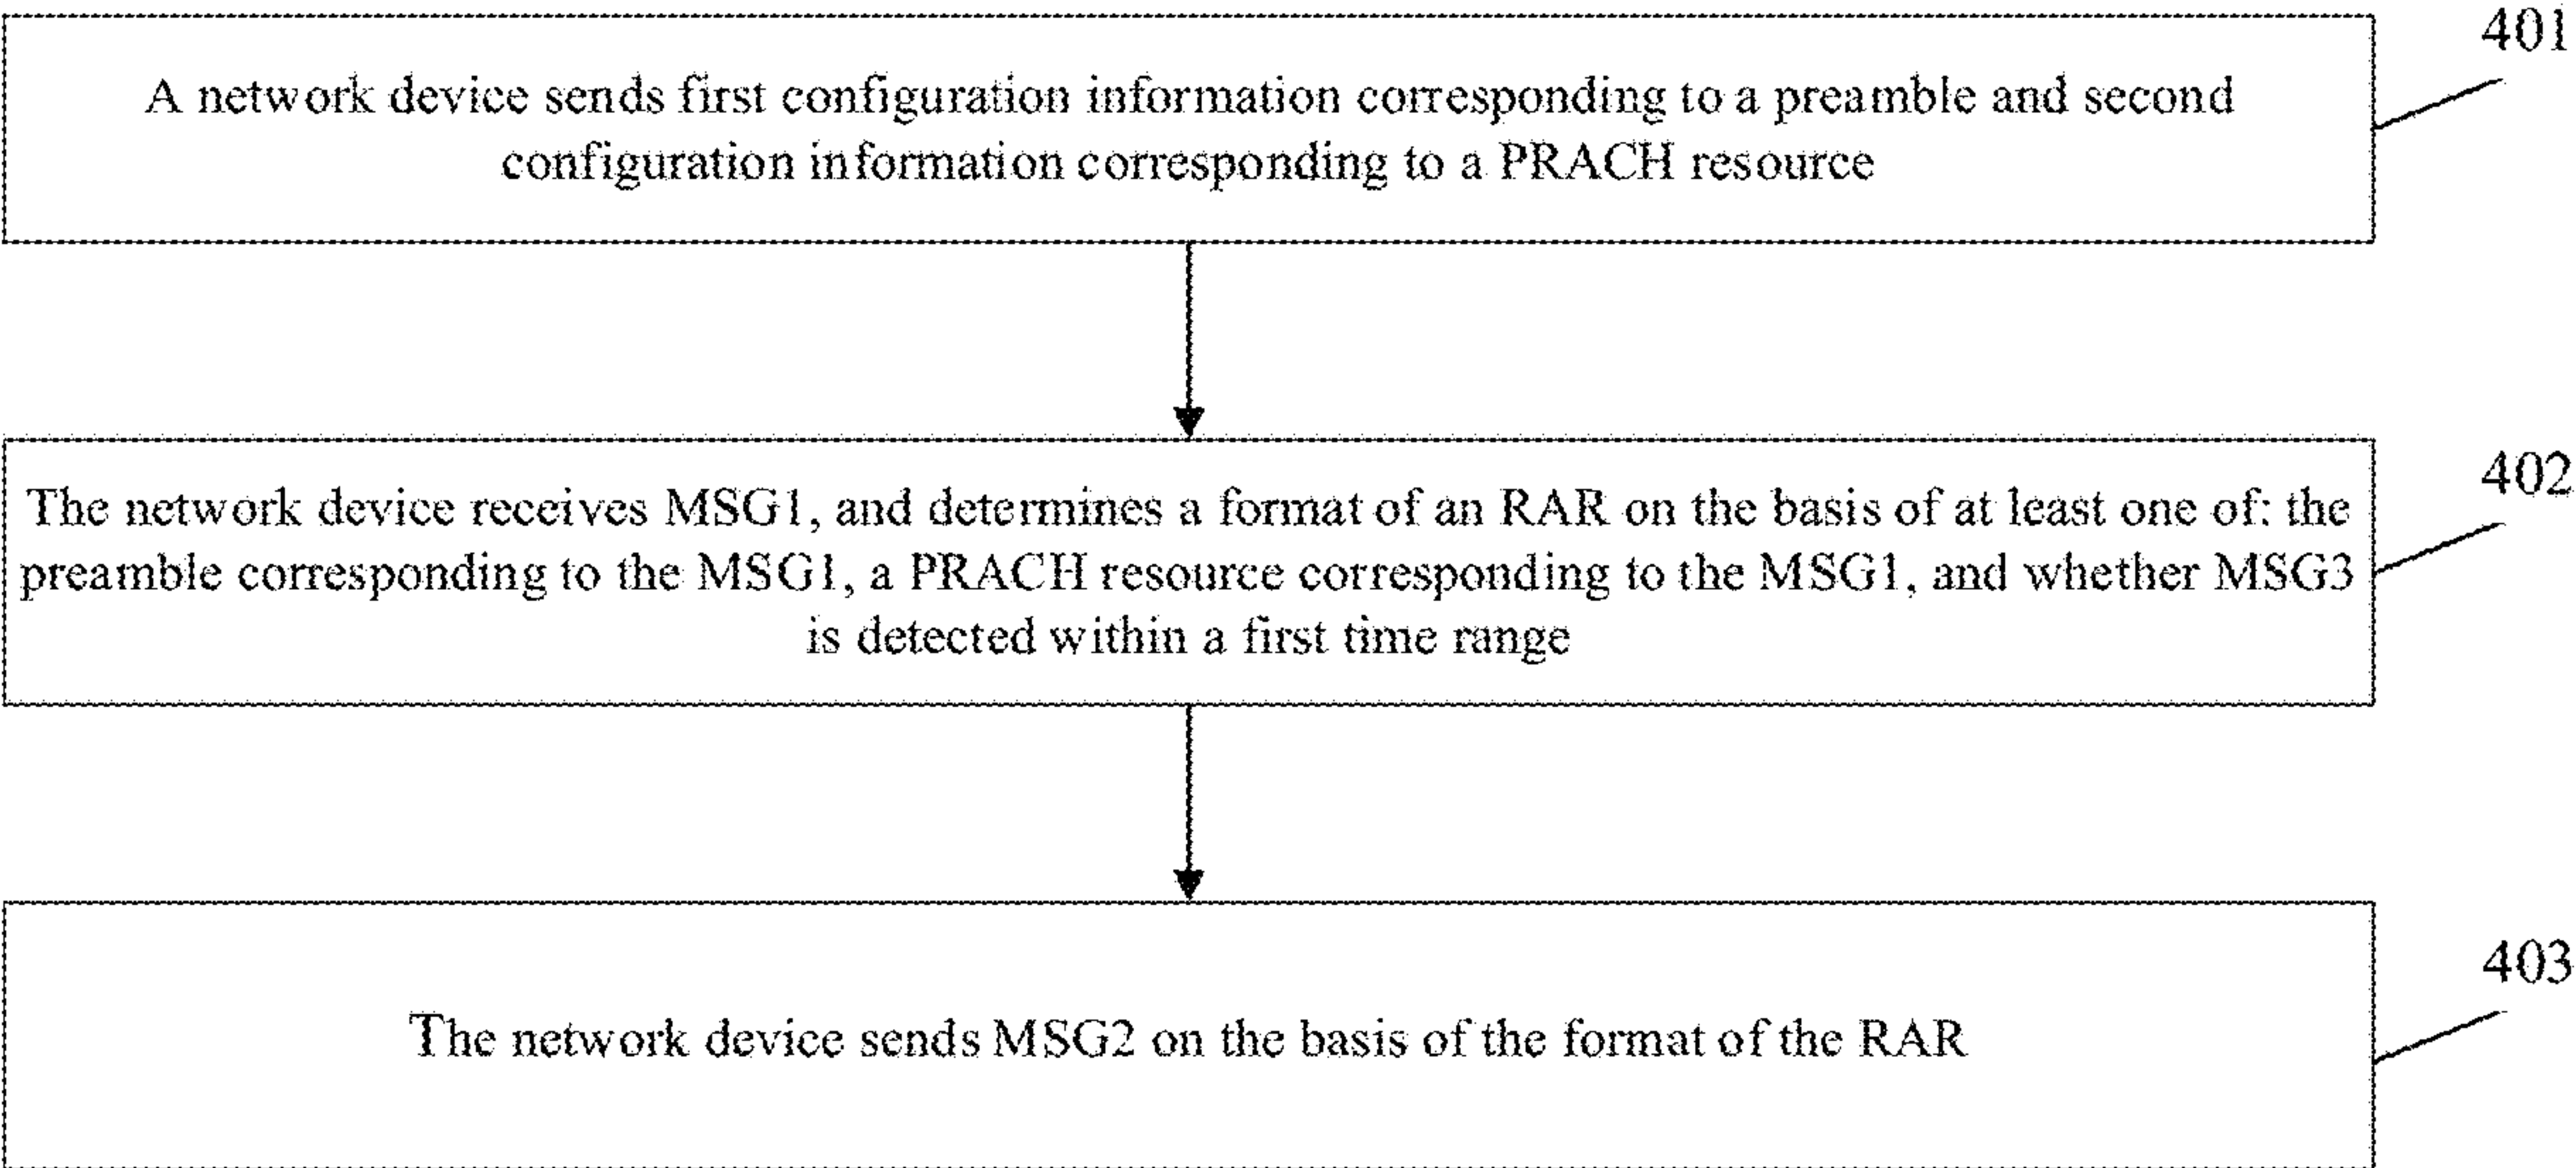 401
A network device sends first configuration information corresponding to a preamble and second
configuration information corresponding to a PRACH resource
402
The network device receives MSG1, and determines a format of an RAR on the basis of at least one of: the
preamble corresponding to the MSG1, a PRACH resource corresponding to the MSG1, and whether MSG3
is detected within a first time range
403
The network device sends MSG2 on the basis of the format of the RAR